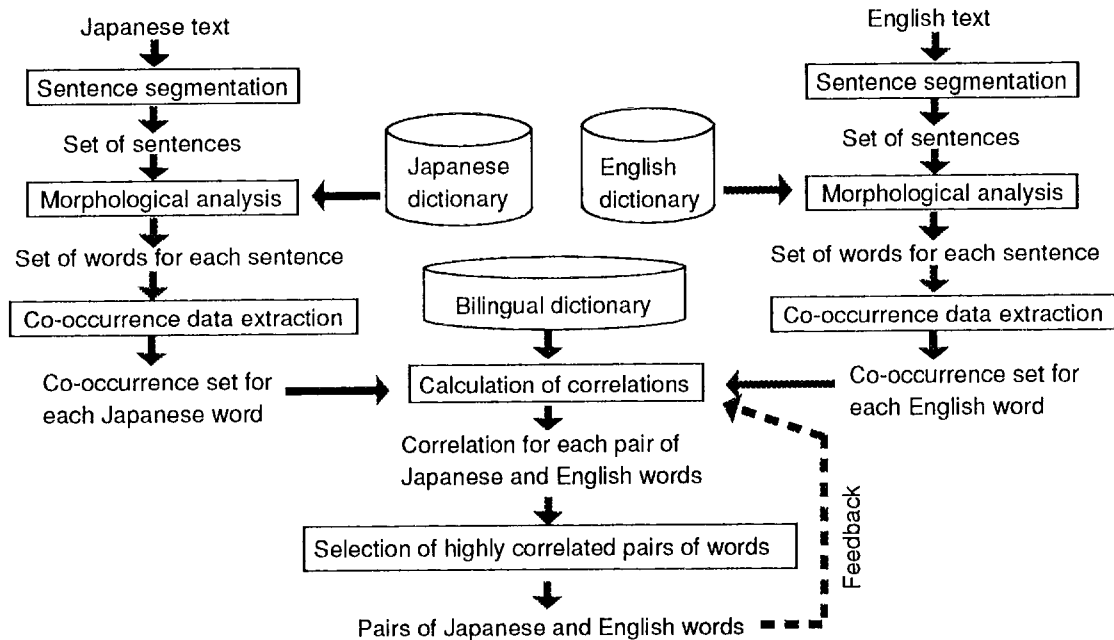 Japanese text
Sentence segmentation
Set of sentences
Morphological analysis
Set of words for each sentence
Co-occurrence data extraction
Co-occurrence set for
each Japanese word
Japanese
dictionary
English
dictionary
Bilingual dictionary
English text
Sentence segmentation
Set of sentences
Morphological analysis
Set of words for each sentence
Co-occurrence data extraction
Co-occurrence set for
each English word
Calculation of correlations
Correlation for each pair of
Japanese and English words
Selection of highly correlated pairs of words
Pairs of Japanese and English words
Feedback